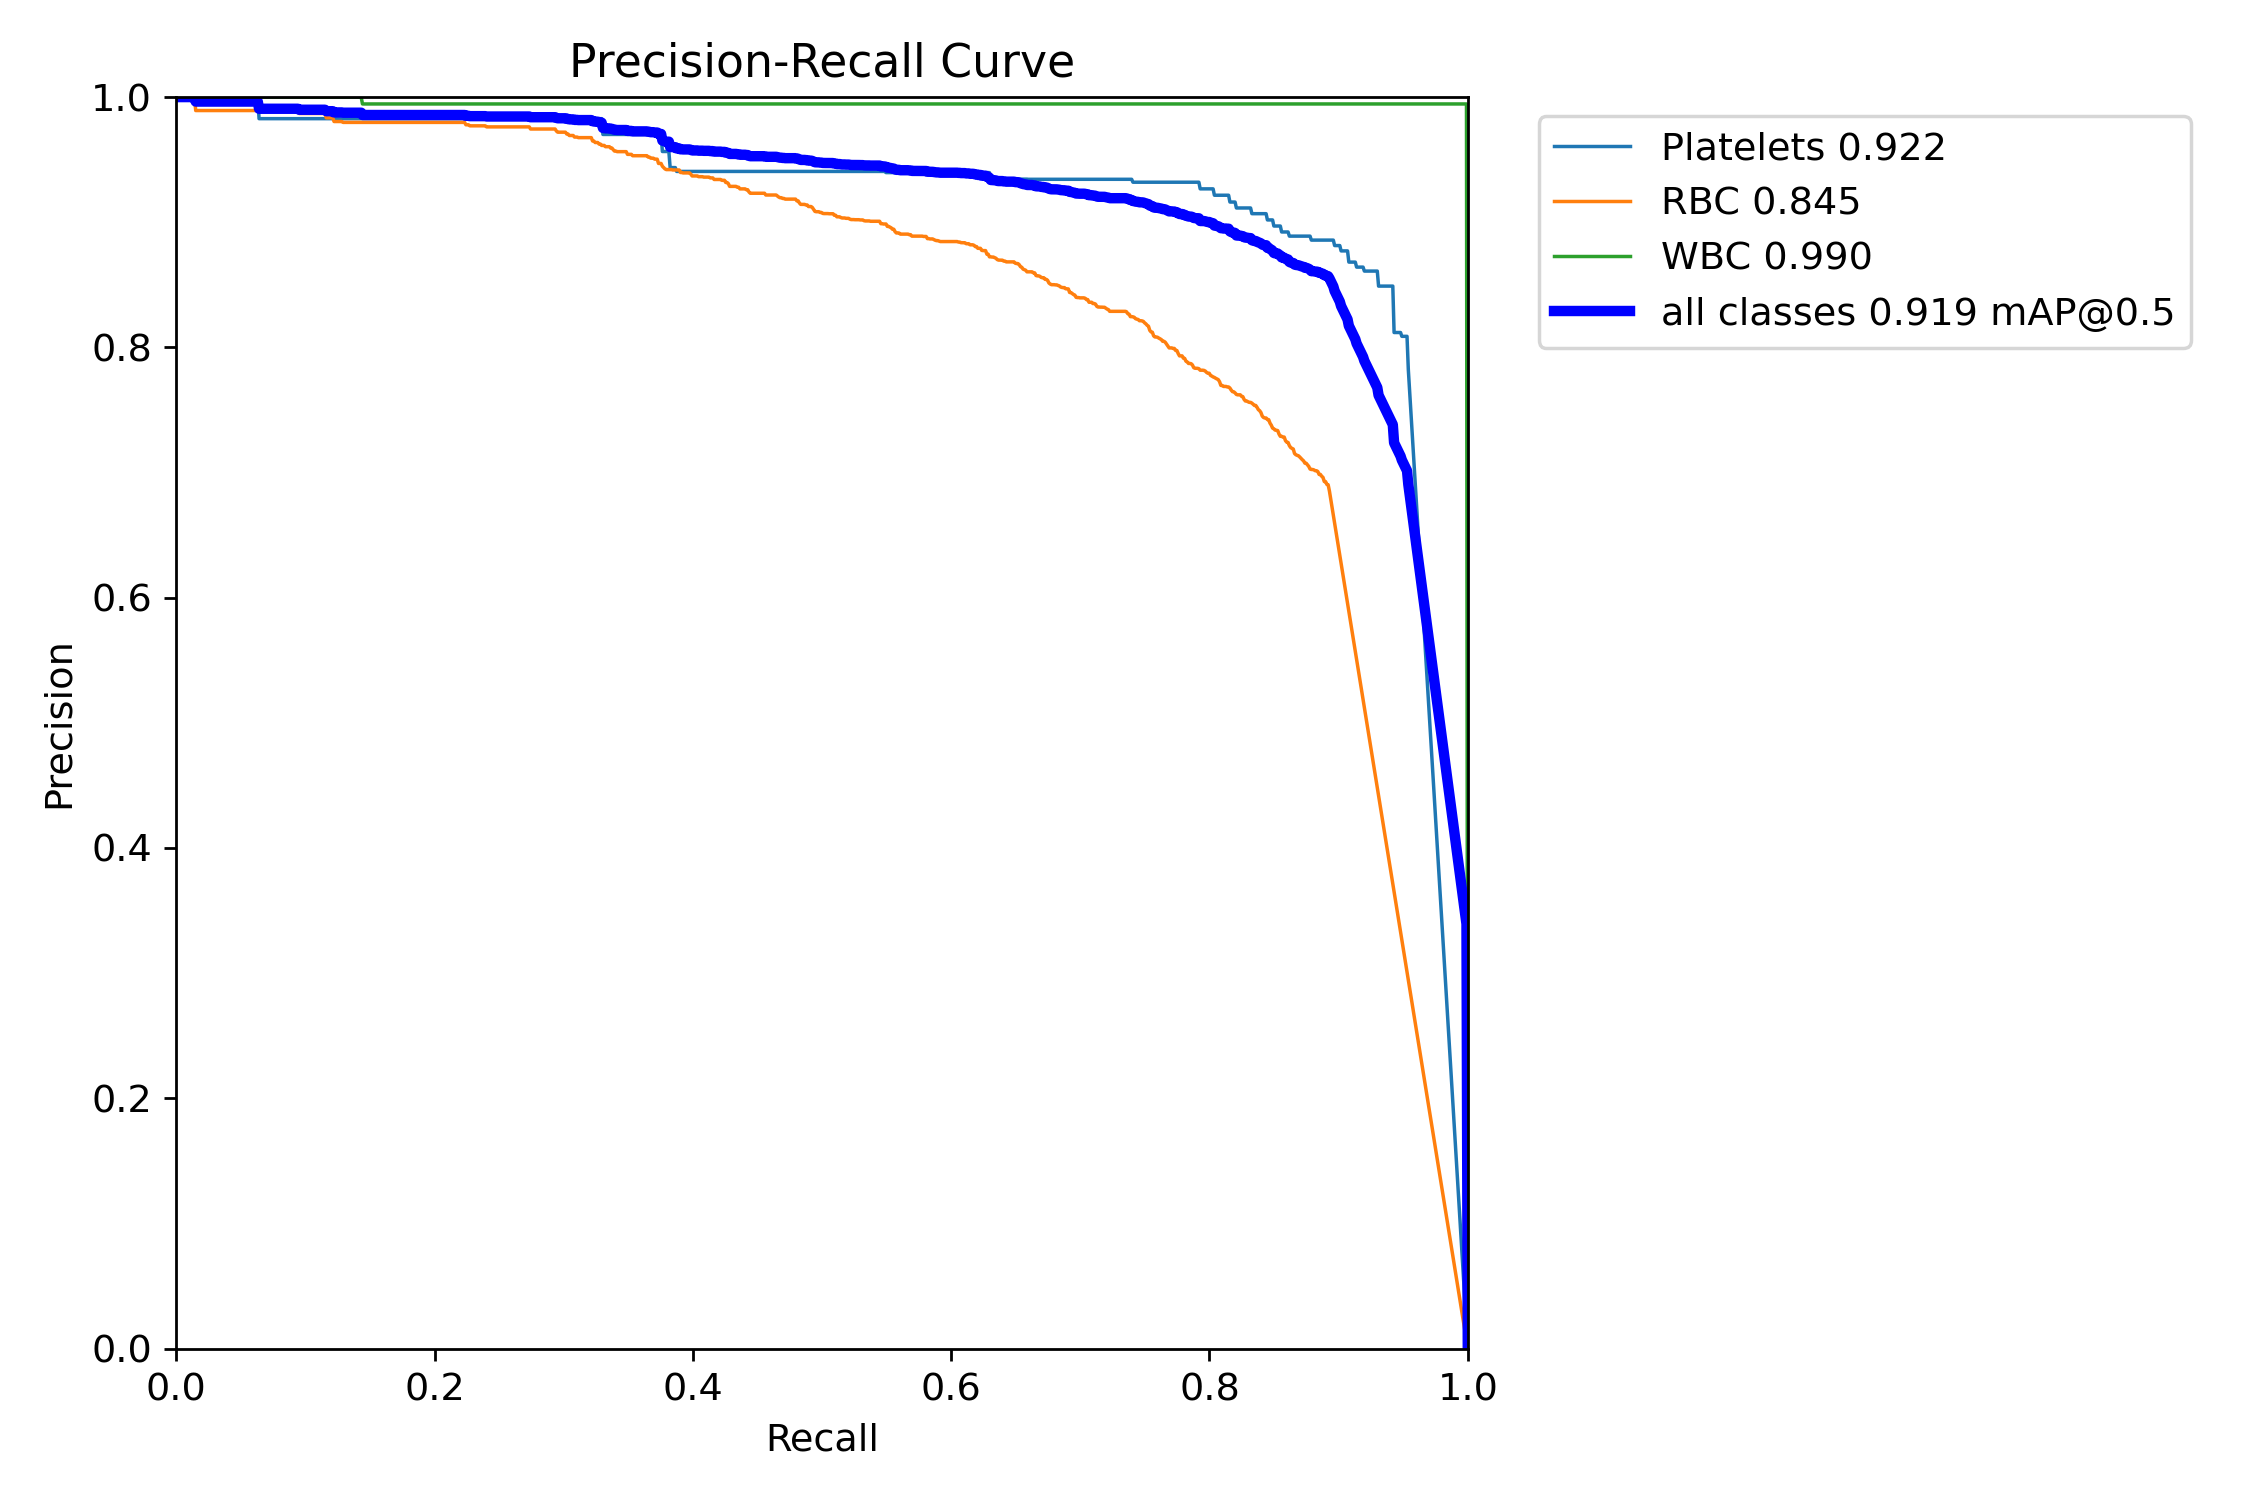 Precision-Recall Curve
1.0
0.8
0.6
0.4
0.2
0.0
Precision
0.0 0.2 0.4 0.6 0.8 1.0
Recall
Platelets 0.922
RBC 0.845
WBC 0.990
all classes 0.919 mAP@0.5